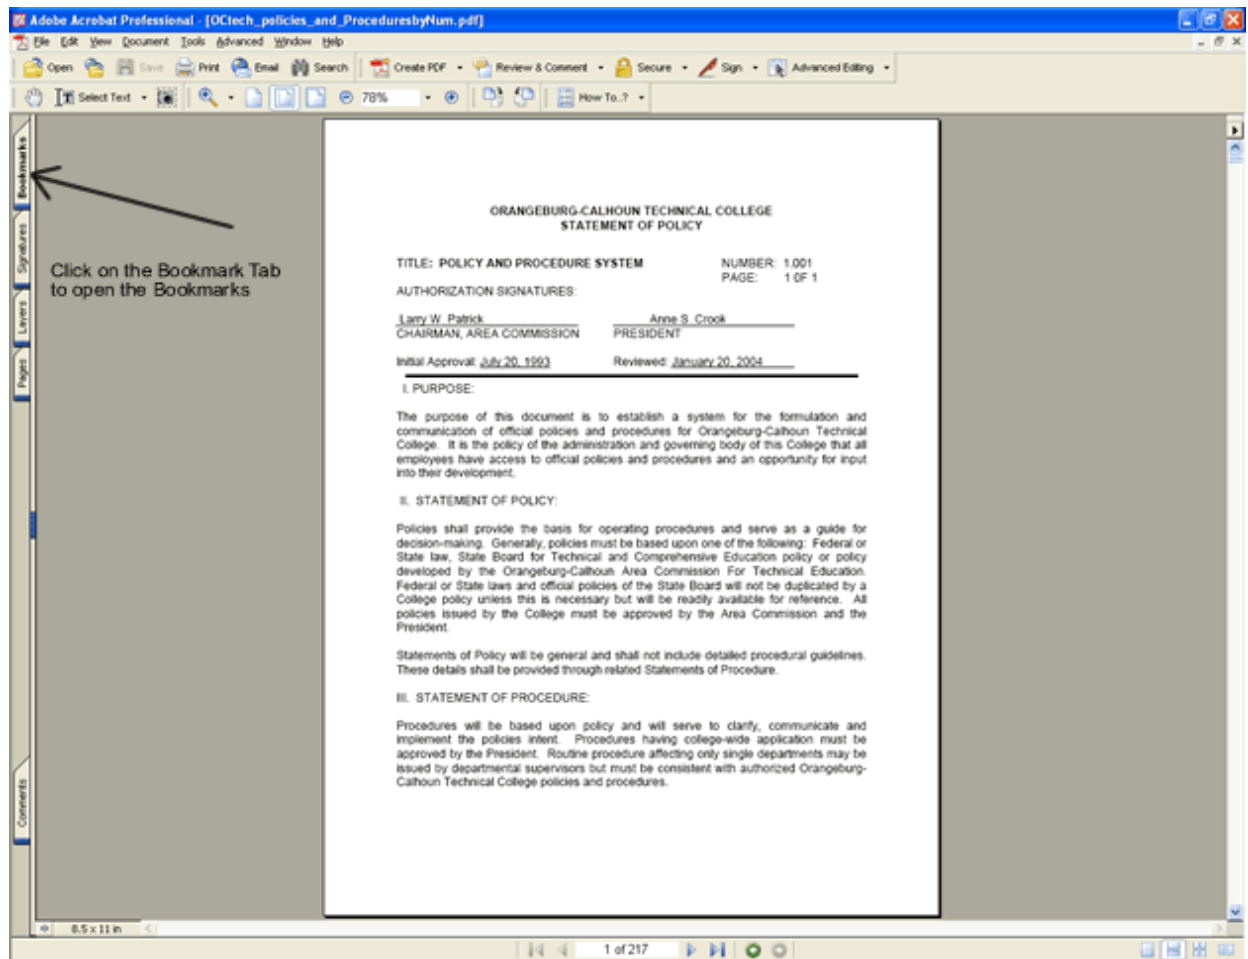 Adobe Acrobat Professional - [OCtech_policies_and_ProceduresbyNum.pdf]
File Edit View Document Tools Advanced Window Help
Open Save Print Email Search Create PDF Review & Comment Secure Sign Advanced Editing
Select Text 78% How To..?
Bookmarks
Signatures
Layers
Pages
Comments
Click on the Bookmark Tab
to open the Bookmarks
ORANGEBURG-CALHOUN TECHNICAL COLLEGE
STATEMENT OF POLICY
TITLE: POLICY AND PROCEDURE SYSTEM NUMBER: 1.001
PAGE: 1 OF 1
AUTHORIZATION SIGNATURES:
Larry W. Patrick Anne S. Crook
CHAIRMAN, AREA COMMISSION PRESIDENT
Initial Approval: July 20, 1993 Reviewed: January 20, 2004
I. PURPOSE:
The purpose of this document is to establish a system for the formulation and
communication of official policies and procedures for Orangeburg-Calhoun Technical
College. It is the policy of the administration and governing body of this College that all
employees have access to official policies and procedures and an opportunity for input
into their development.
II. STATEMENT OF POLICY:
Policies shall provide the basis for operating procedures and serve as a guide for
decision-making. Generally, policies must be based upon one of the following: Federal or
State law, State Board for Technical and Comprehensive Education policy or policy
developed by the Orangeburg-Calhoun Area Commission For Technical Education.
Federal or State laws and official policies of the State Board will not be duplicated by a
College policy unless this is necessary but will be readily available for reference. All
policies issued by the College must be approved by the Area Commission and the
President.
Statements of Policy will be general and shall not include detailed procedural guidelines.
These details shall be provided through related Statements of Procedure.
III. STATEMENT OF PROCEDURE:
Procedures will be based upon policy and will serve to clarify, communicate and
implement the policies intent. Procedures having college-wide application must be
approved by the President. Routine procedure affecting only single departments may be
issued by departmental supervisors but must be consistent with authorized Orangeburg-
Calhoun Technical College policies and procedures.
8.5 x 11 in
1 of 217